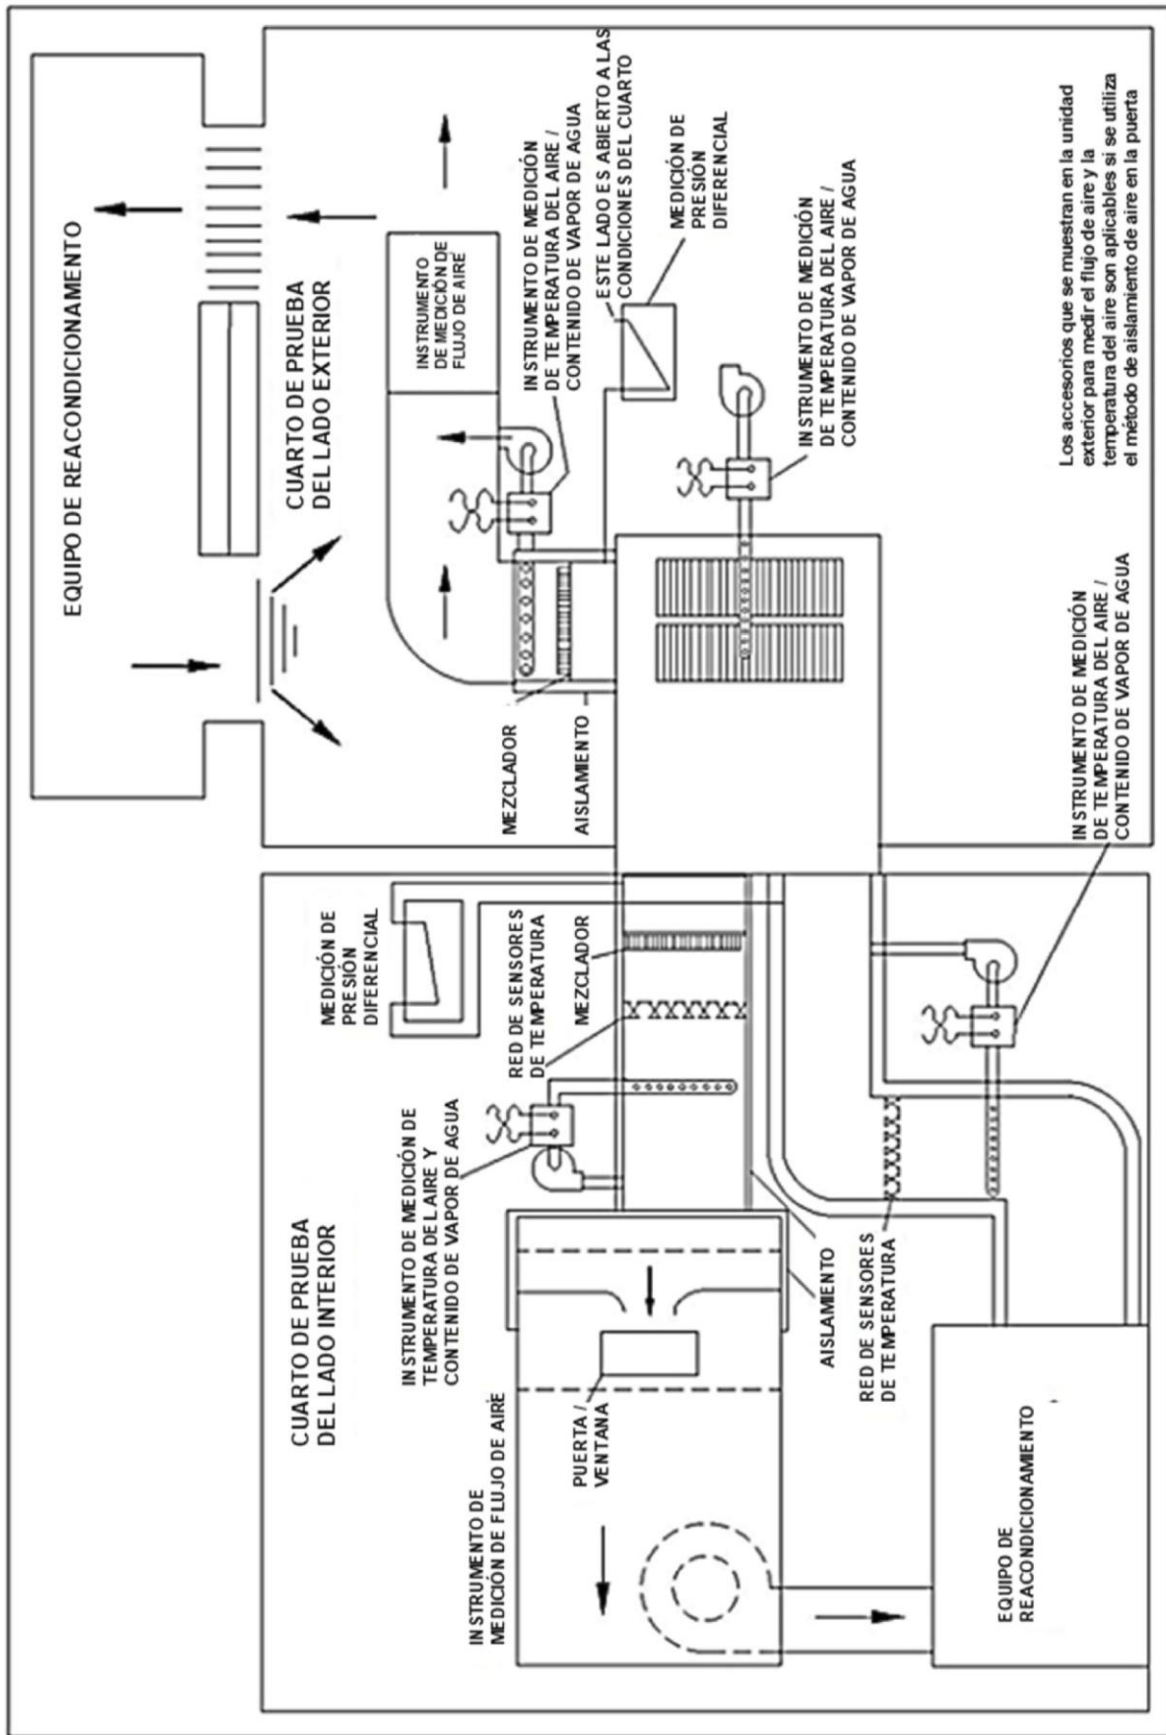 EQUIPO DE REACONDICIONAMIENTO
CUARTO DE PRUEBA
DEL LADO EXTERIOR
INSTRUMENTO
DE MEDICIÓN DE
FLUJO DE AIRE
INSTRUMENTO DE MEDICIÓN
DE TEMPERATURA DEL AIRE /
CONTENIDO DE VAPOR DE AGUA
ESTE LADO ES ABIERTO A LAS
CONDICIONES DEL CUARTO
MEDICIÓN DE
PRESIÓN
DIFERENCIAL
INSTRUMENTO DE MEDICIÓN
DE TEMPERATURA DEL AIRE /
CONTENIDO DE VAPOR DE AGUA
MEZCLADOR
AISLAMIENTO
Los accesorios que se muestran en la unidad
exterior para medir el flujo de aire y la
temperatura del aire son aplicables si se utiliza
el método de aislamiento de aire en la puerta
INSTRUMENTO DE MEDICIÓN
DE TEMPERATURA DEL AIRE /
CONTENIDO DE VAPOR DE AGUA
CUARTO DE PRUEBA
DEL LADO INTERIOR
MEDICIÓN DE
PRESIÓN
DIFERENCIAL
INSTRUMENTO DE MEDICIÓN DE
TEMPERATURA DEL AIRE Y
CONTENIDO DE VAPOR DE AGUA
RED DE SENSORES
DE TEMPERATURA
MEZCLADOR
INSTRUMENTO DE
MEDICIÓN DE FLUJO DE AIRE
PUERTA /
VENTANA
AISLAMIENTO
RED DE SENSORES
DE TEMPERATURA
EQUIPO DE
REACONDICIONAMIENTO